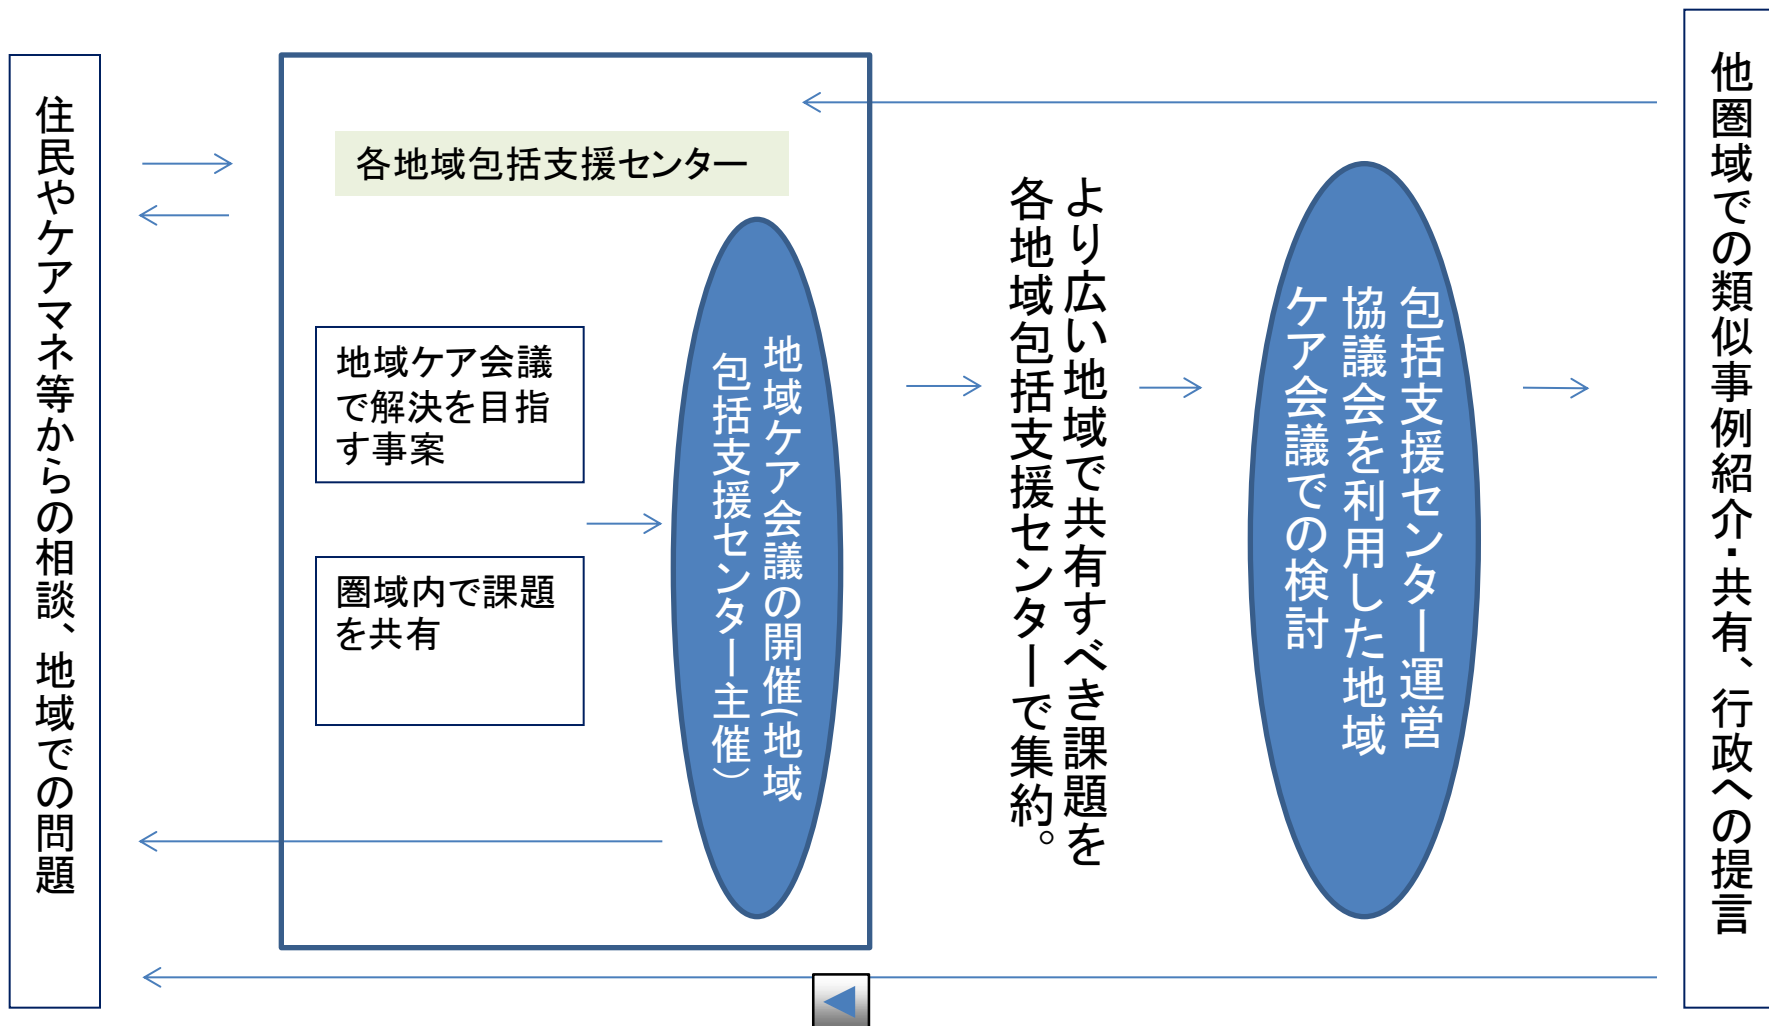 住民やケアマネ等からの相談、地域での問題
各地域包括支援センター
地域ケア会議
で解決を目指
す事案
圏域内で課題
を共有
地域ケア会議の開催(地域
包括支援センター主催)
より広い地域で共有すべき課題を
各地域包括支援センターで集約。
包括支援センター運営
協議会を利用した地域
ケア会議での検討
他圏域での類似事例紹介・共有、行政への提言